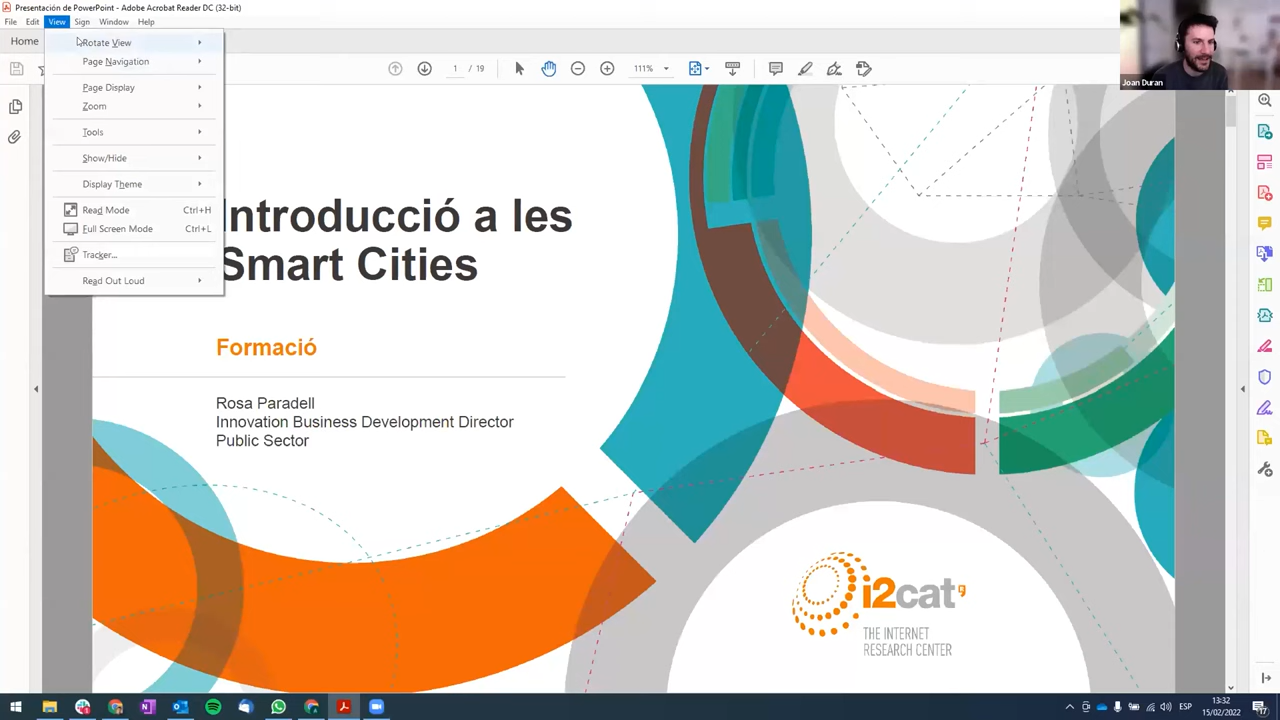 Presentación de PowerPoint - Adobe Acrobat Reader DC (32-bit)
File Edit View Sign Window Help
Home
Rotate View
Page Navigation
Page Display
Zoom
Tools
Show/Hide
Display Theme
Read Mode Ctrl+H
Full Screen Mode Ctrl+L
Tracker...
Read Out Loud
1 / 19
111%
Joan Duran
Introducció a les
Smart Cities
Formació
Rosa Paradell
Innovation Business Development Director
Public Sector
i2cat
THE INTERNET
RESEARCH CENTER
ESP
13:32
15/02/2022
17